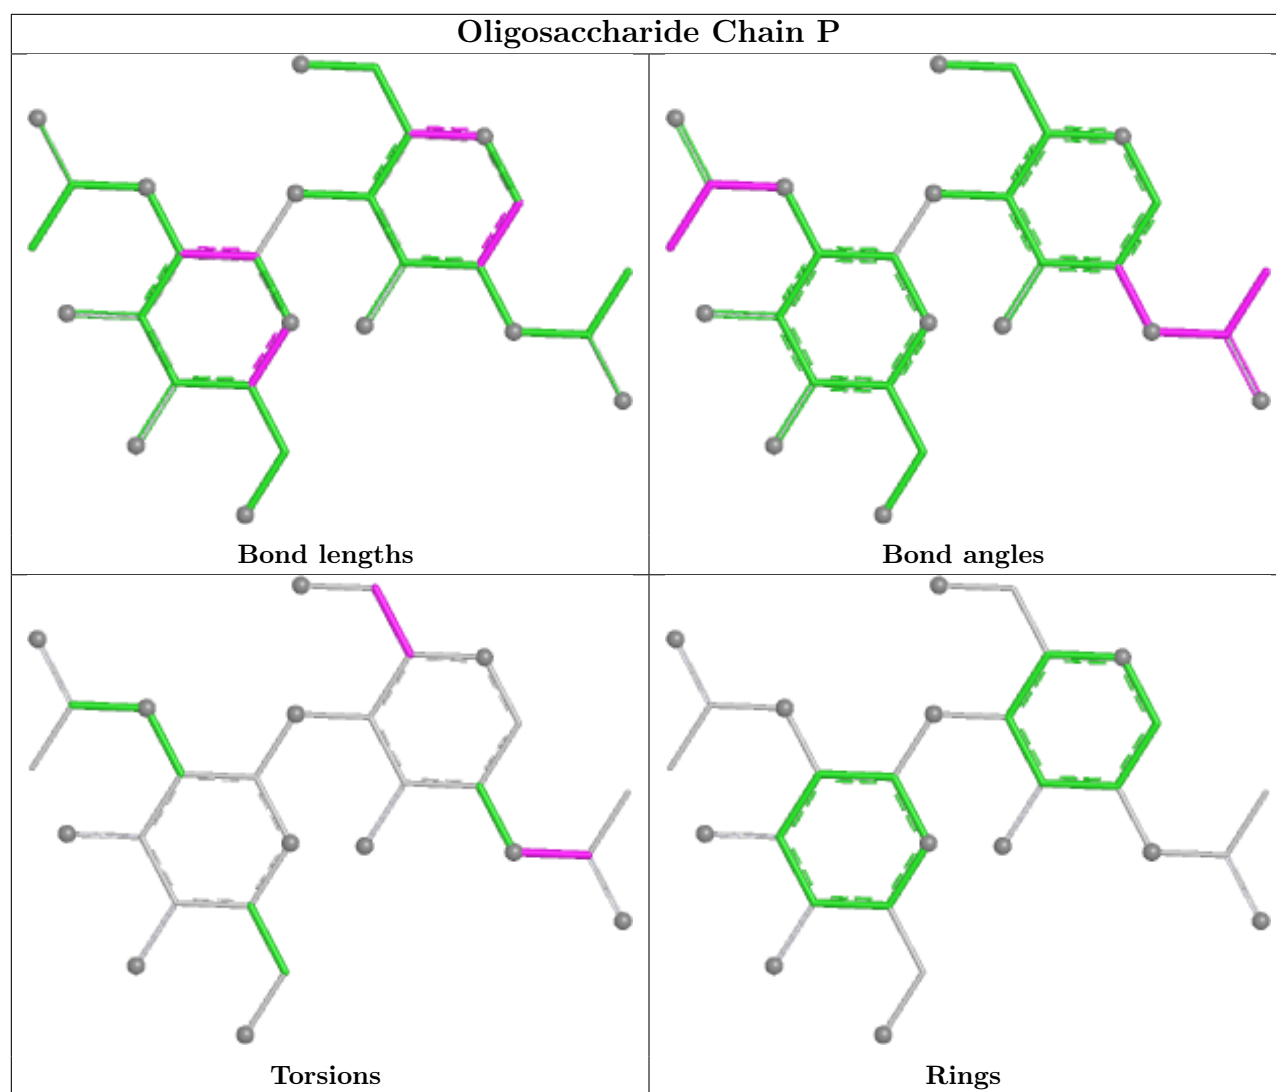 Oligosaccharide Chain P
Bond lengths
Bond angles
Torsions
Rings